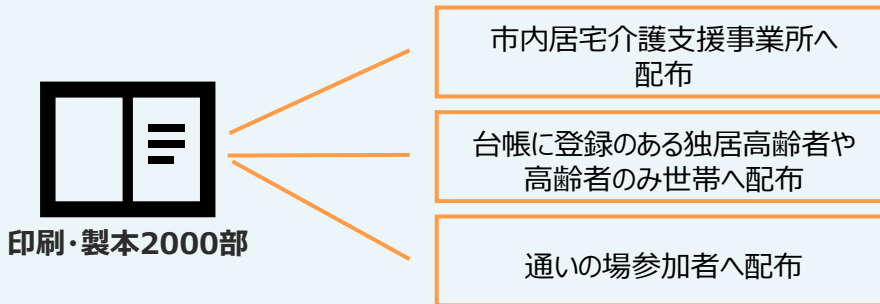 市内居宅介護支援事業所へ
配布
台帳に登録のある独居高齢者や
高齢者のみ世帯へ配布
印刷・製本2000部
通いの場参加者へ配布